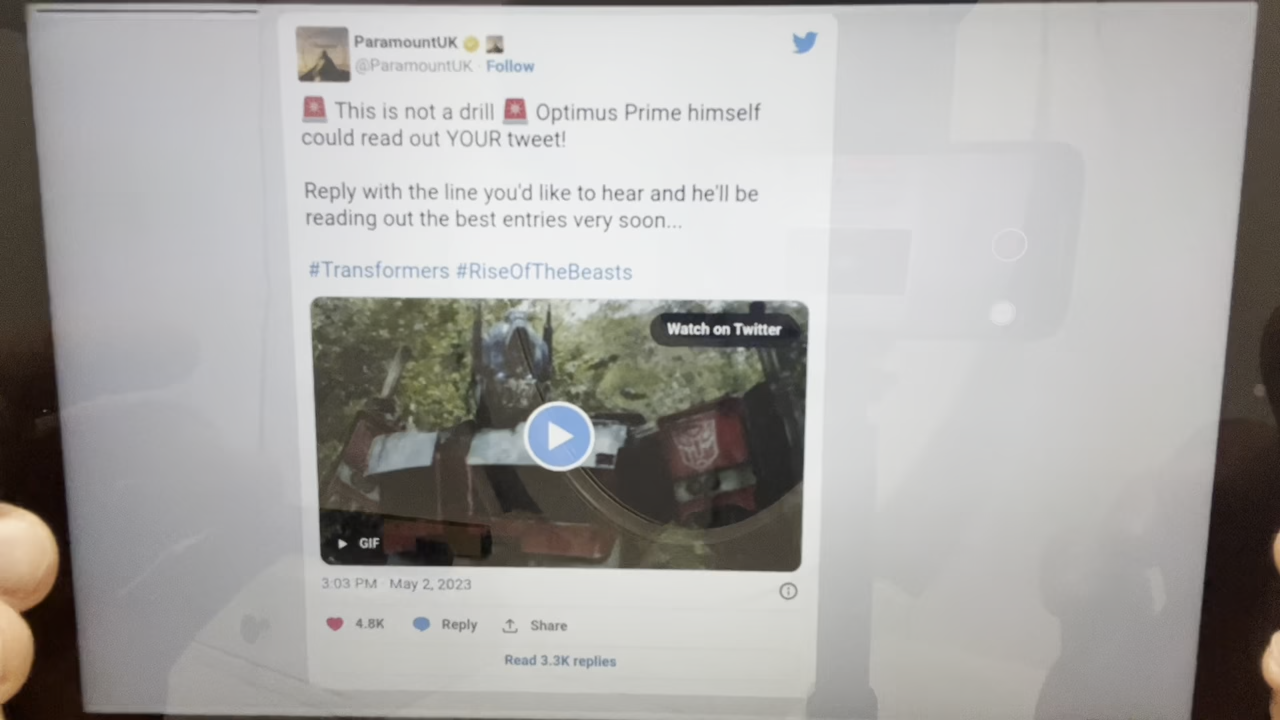 ParamountUK
@ParamountUK · Follow
🚨 This is not a drill 🚨 Optimus Prime himself
could read out YOUR tweet!
Reply with the line you'd like to hear and he'll be
reading out the best entries very soon...
#Transformers #RiseOfTheBeasts
Watch on Twitter
GIF
3:03 PM · May 2, 2023
4.8K Reply Share
Read 3.3K replies